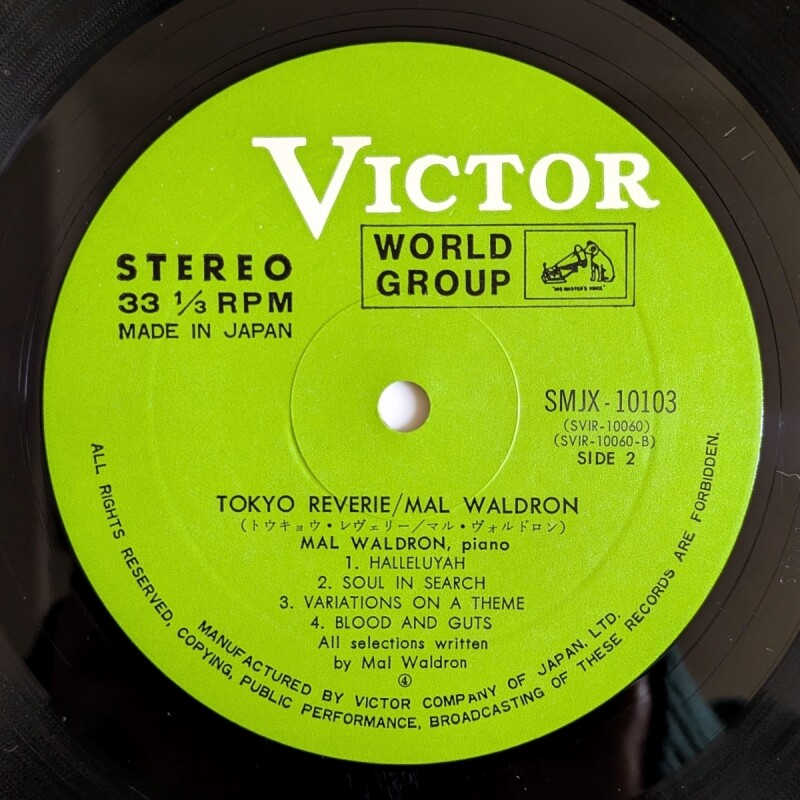 VICTOR
WORLD
GROUP
"HIS MASTER'S VOICE"
STEREO
33 1/3 RPM
MADE IN JAPAN
SMJX-10103
(SVIR-10060)
(SVIR-10060-B)
SIDE 2
TOKYO REVERIE/MAL WALDRON
(トウキョウ・レヴェリー/マル・ヴォルドロン)
MAL WALDRON, piano
1. HALLELUYAH
2. SOUL IN SEARCH
3. VARIATIONS ON A THEME
4. BLOOD AND GUTS
All selections written
by Mal Waldron
④
MANUFACTURED BY VICTOR COMPANY OF JAPAN, LTD.
ALL RIGHTS RESERVED, COPYING, PUBLIC PERFORMANCE, BROADCASTING OF THESE RECORDS ARE FORBIDDEN.